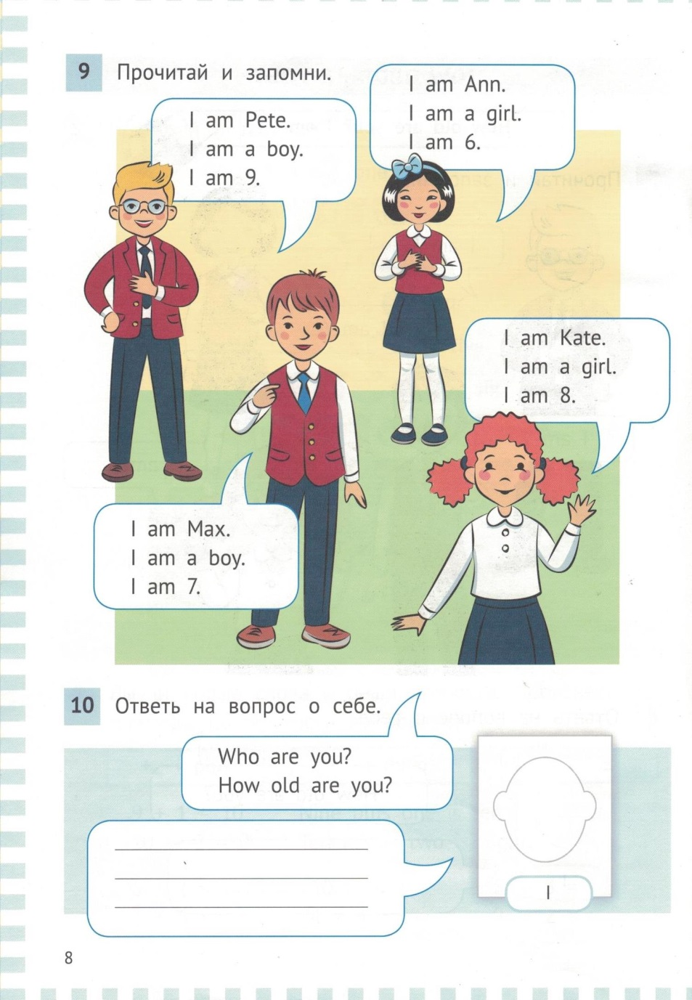 9 Прочитай и запомни.
I am Pete.
I am a boy.
I am 9.
I am Ann.
I am a girl.
I am 6.
I am Kate.
I am a girl.
I am 8.
I am Max.
I am a boy.
I am 7.
10 Ответь на вопрос о себе.
Who are you?
How old are you?
I
8